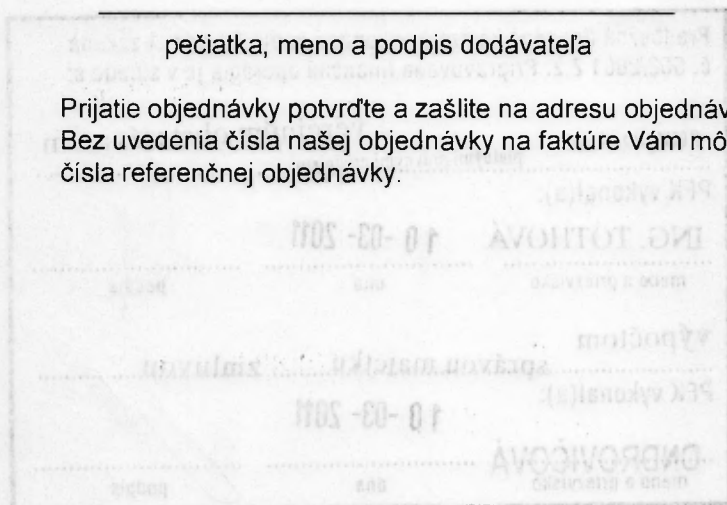 pečiatka, meno a podpis dodávateľa
Prijatie objednávky potvrďte a zašlite na adresu objednáv
Bez uvedenia čísla našej objednávky na faktúre Vám mô
čísla referenčnej objednávky.
PFK vykonal(a):
ING. TOTHOVÁ 10 -03- 2011
meno a priezvisko dňa podpis
výpočtom
správou majetku zmluvou
PFK vykonal(a):
10 -03- 2011
ONDROVIČOVÁ
meno a priezvisko dňa podpis